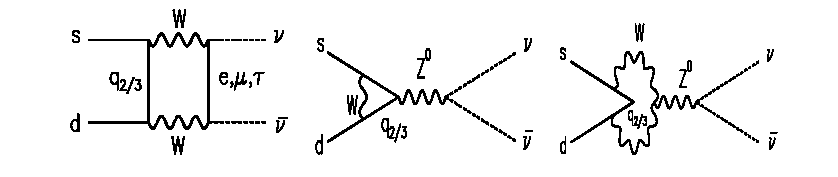 s W ν
q2/3 e,μ,τ
d W ν̄
s Z0 ν
W q2/3
d ν̄
s W Z0 ν
q2/3
d W ν̄